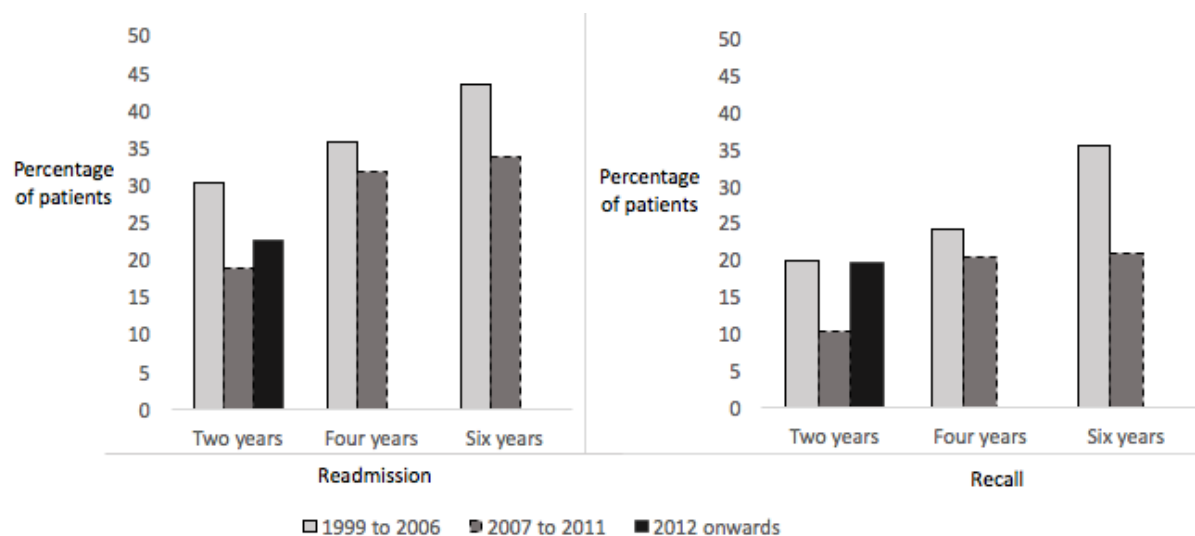 50
45
40
35
30
25
20
15
10
5
0
Percentage
of patients
Two years Four years Six years
Readmission
50
45
40
35
30
25
20
15
10
5
0
Percentage
of patients
Two years Four years Six years
Recall
1999 to 2006 2007 to 2011 2012 onwards